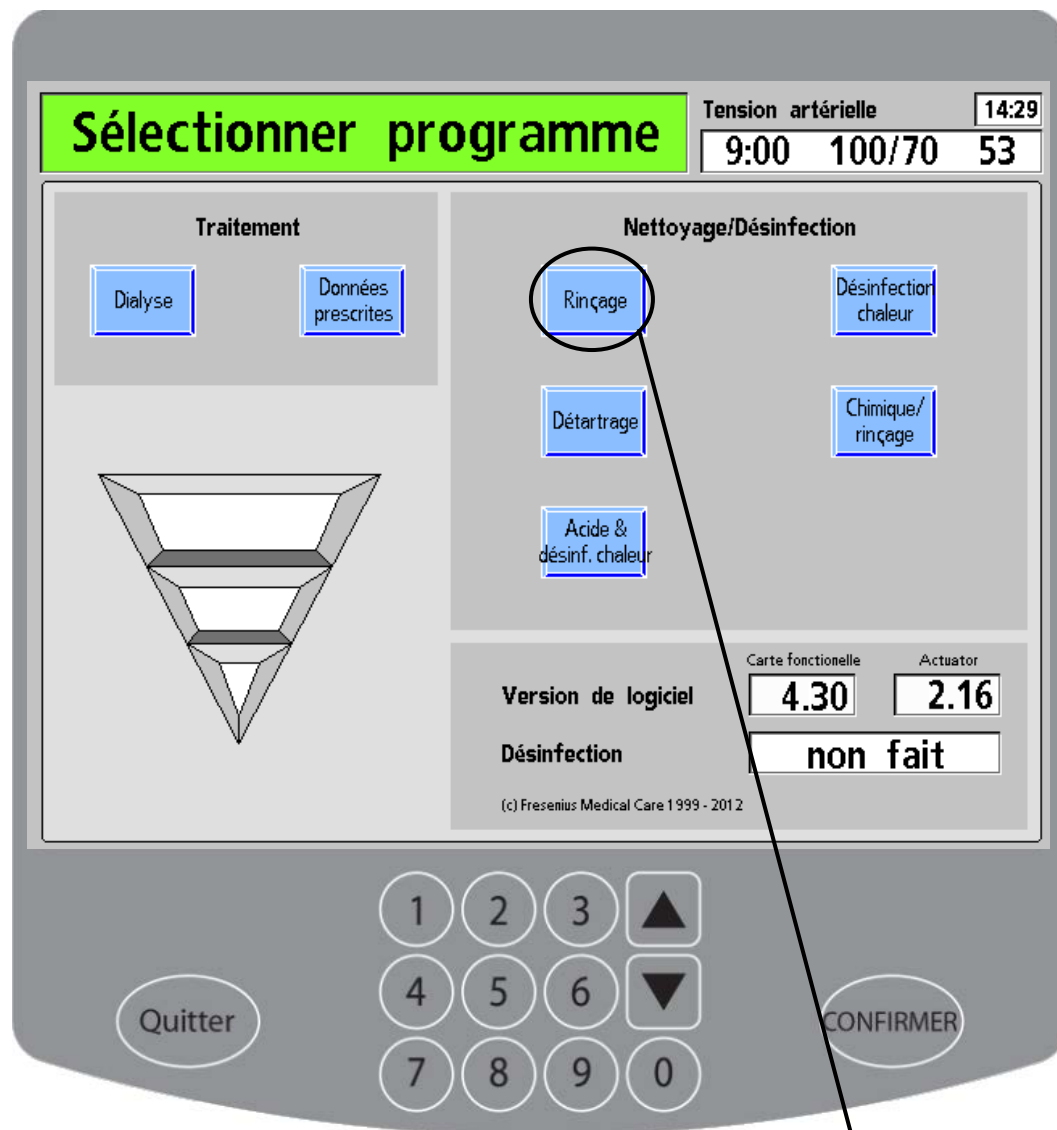 Sélectionner programme
Tension artérielle
14:29
9:00 100/70 53
Traitement
Dialyse
Données
prescrites
Nettoyage/Désinfection
Rinçage
Désinfection
chaleur
Détartrage
Chimique/
rinçage
Acide &
désinf. chaleur
Carte fonctionelle
Actuator
Version de logiciel
4.30
2.16
Désinfection
non fait
(c) Fresenius Medical Care 1999 - 2012
1 2 3
4 5 6
7 8 9 0
Quitter
CONFIRMER